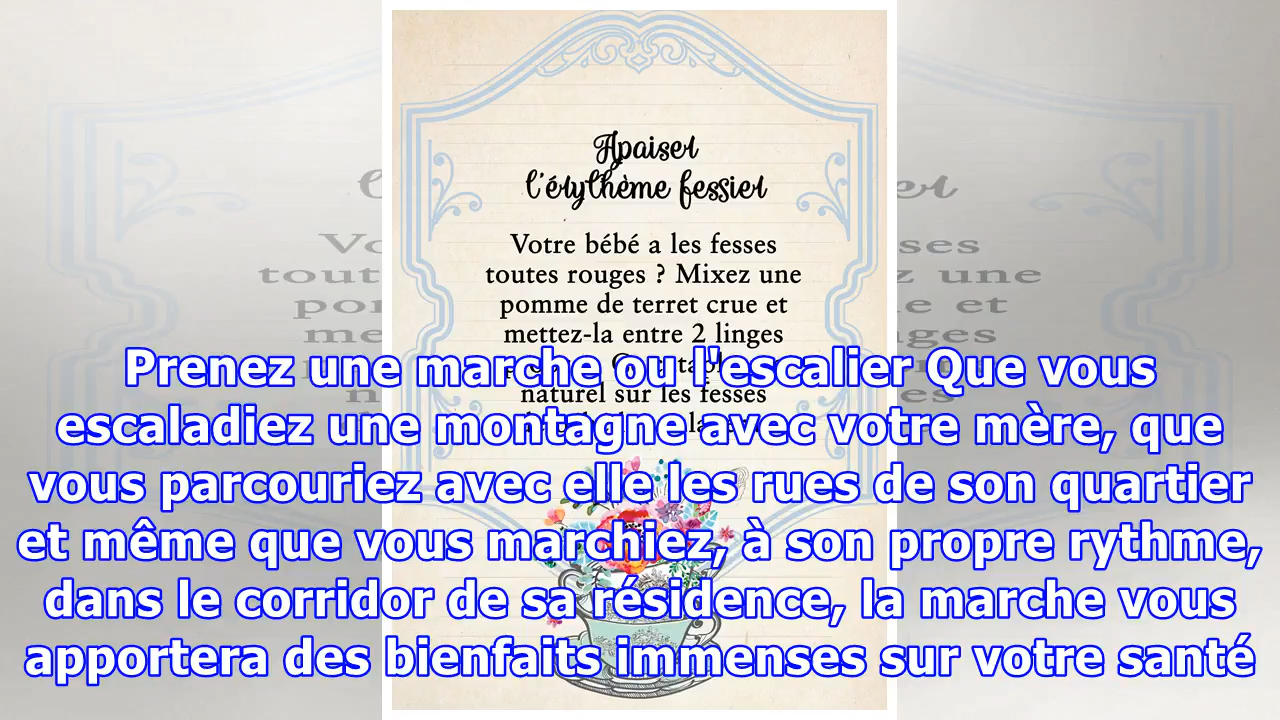 Apaiser
l'érythème fessier
Votre bébé a les fesses
toutes rouges ? Mixez une
pomme de terret crue et
mettez-la entre 2 linges
naturel sur les fesses
Prenez une marche ou l'escalier Que vous
escaladiez une montagne avec votre mère, que
vous parcouriez avec elle les rues de son quartier
et même que vous marchiez, à son propre rythme,
dans le corridor de sa résidence, la marche vous
apportera des bienfaits immenses sur votre santé